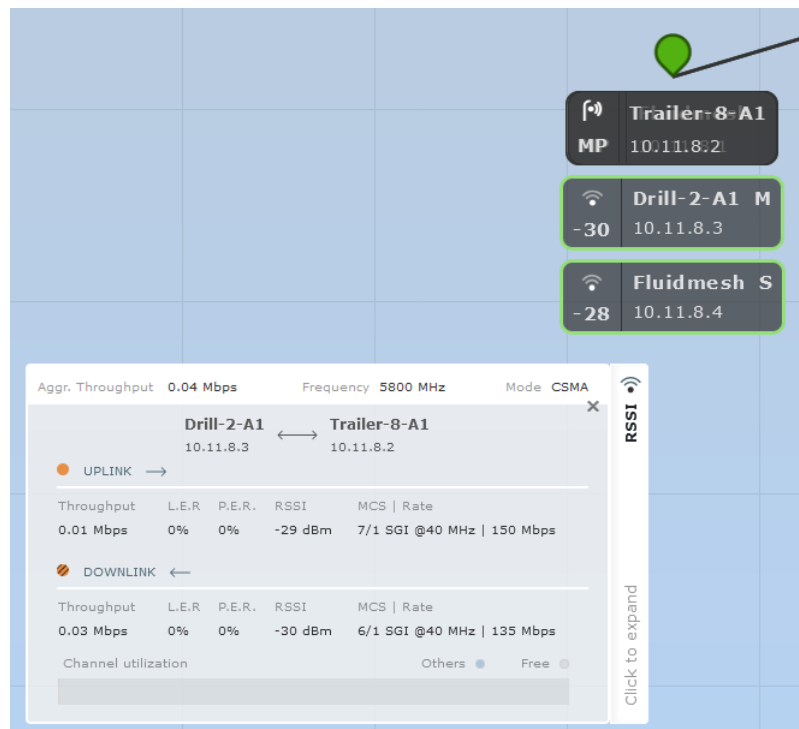 Trailer-8-A1
MP 10.11.8.2
Drill-2-A1 M
-30 10.11.8.3
Fluidmesh S
-28 10.11.8.4
Aggr. Throughput 0.04 Mbps Frequency 5800 MHz Mode CSMA
Drill-2-A1 Trailer-8-A1
10.11.8.3 10.11.8.2
UPLINK
Throughput L.E.R P.E.R. RSSI MCS | Rate
0.01 Mbps 0% 0% -29 dBm 7/1 SGI @40 MHz | 150 Mbps
DOWNLINK
Throughput L.E.R P.E.R. RSSI MCS | Rate
0.03 Mbps 0% 0% -30 dBm 6/1 SGI @40 MHz | 135 Mbps
Channel utilization Others Free
RSSI
Click to expand